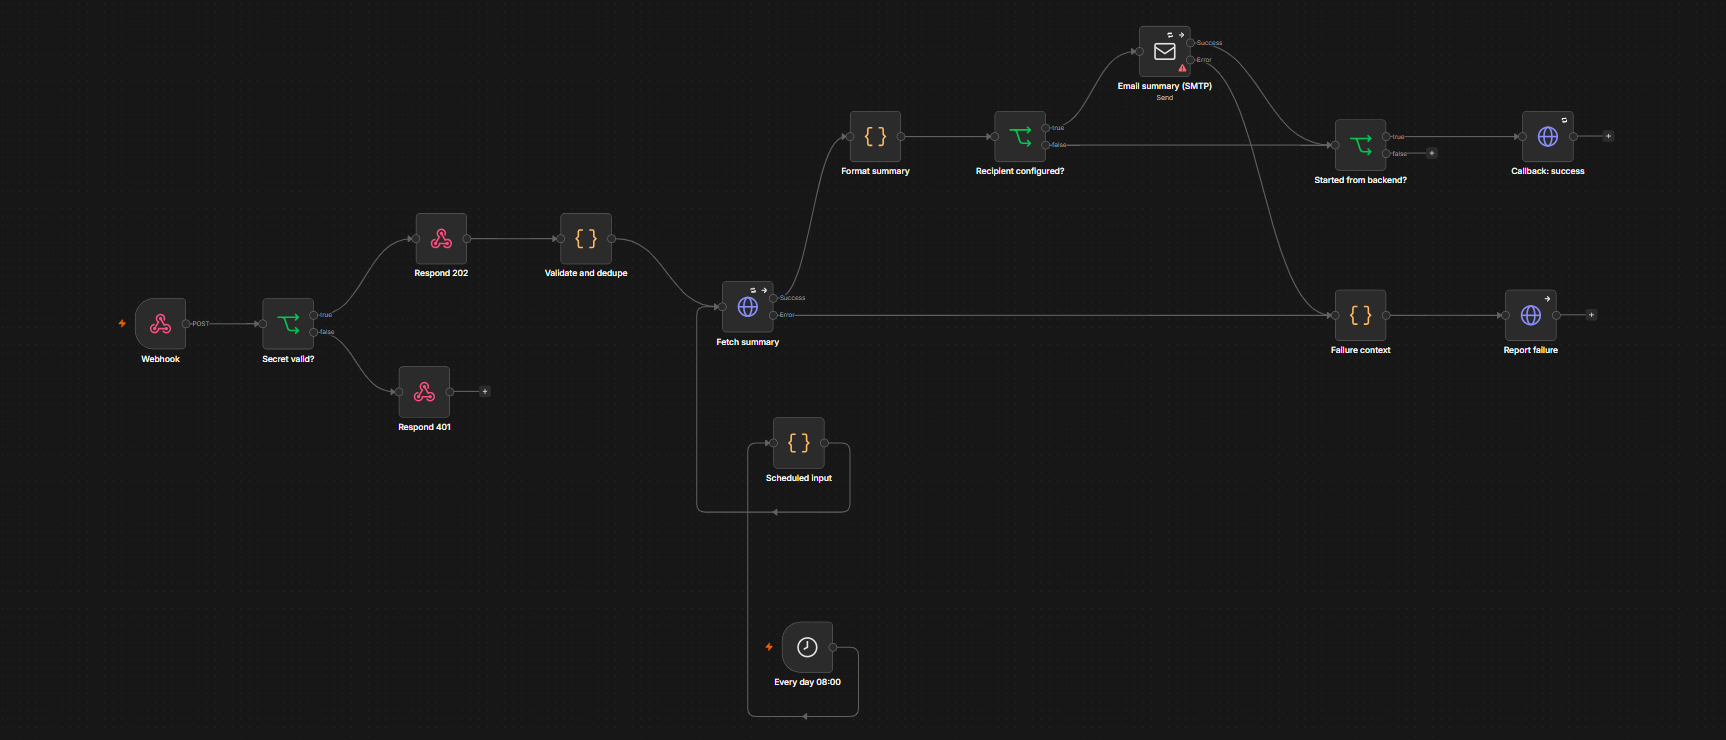 Success
Error
Email summary (SMTP)
Send
true
false
Format summary
Recipient configured?
true
false
Started from backend?
Callback: success
Respond 202
Validate and dedupe
POST
Webhook
true
false
Secret valid?
Success
Error
Fetch summary
Failure context
Report failure
Respond 401
Scheduled input
Every day 08:00